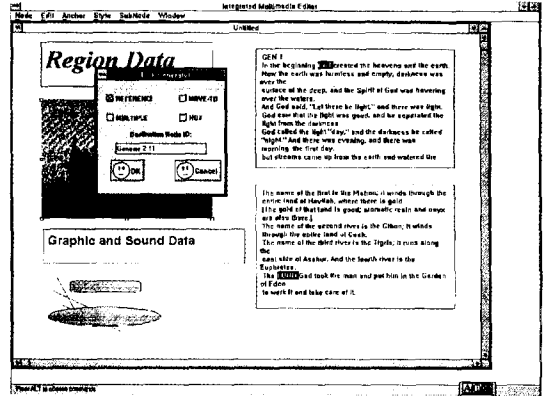 Integrated Multimedia Editor
Node Edit Anchor Style SubNode Window
Untitled
Region Data
REFERENCE MOVE-TO
MULTIPLE
Destination Node ID:
Genesis 2:11
OK Cancel
Graphic and Sound Data
GEN 1
In the beginning God created the heavens and the earth.
Now the earth was formless and empty, darkness was
over the
surface of the deep, and the Spirit of God was hovering
over the waters.
And God said, "Let there be light," and there was light.
God saw that the light was good, and he separated the
light from the darkness
God called the light "day," and the darkness he called
"night." And there was evening, and there was
morning, the first day.
but streams came up from the earth and watered the
The name of the first is the Pishon; it winds through the
entire land of Havilah, where there is gold
(The gold of that land is good; aromatic resin and onyx
are also there.)
The name of the second river is the Gihon; it winds
through the entire land of Cush.
The name of the third river is the Tigris; it runs along
the
east side of Asshur. And the fourth river is the
Euphrates.
The God took the man and put him in the Garden
of Eden
to work it and take care of it.
Press ALT to choose commands